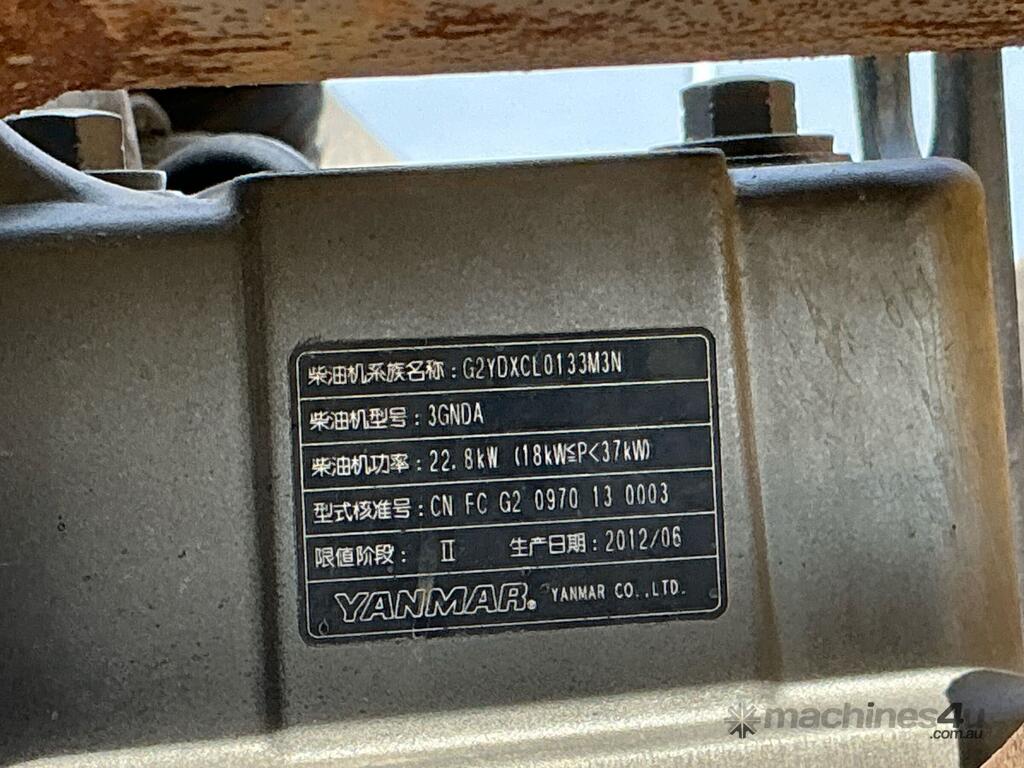 柴油机系族名称：G2YDXCL0133M3N
柴油机型号：3GNDA
柴油机功率：22.8kW (18kW≦P<37kW)
型式核准号：CN FC G2 0970 13 0003
限值阶段： Ⅱ 生产日期：2012/06
YANMAR® YANMAR CO.,LTD.
machines4u
.com.au